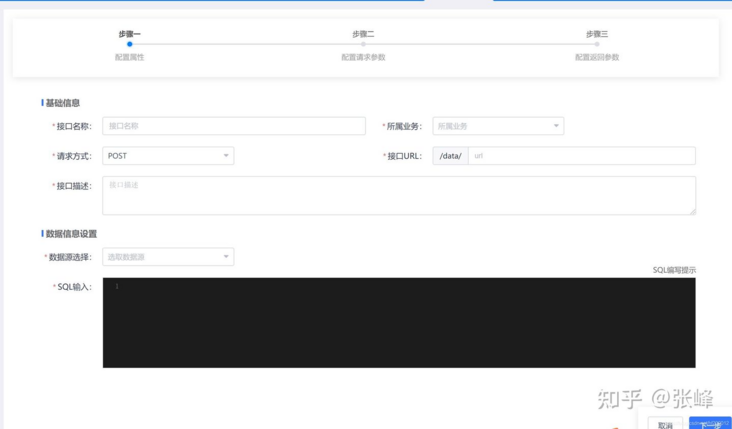 步骤一 步骤二 步骤三
配置属性 配置请求参数 配置返回参数
基础信息
*接口名称: 接口名称 *所属业务: 所属业务
*请求方式: POST *接口URL: /data/ url
*接口描述: 接口描述
数据信息设置
*数据源选择: 选取数据源
SQL编写提示
*SQL输入: 1
知乎 @张峰
取消 下一步